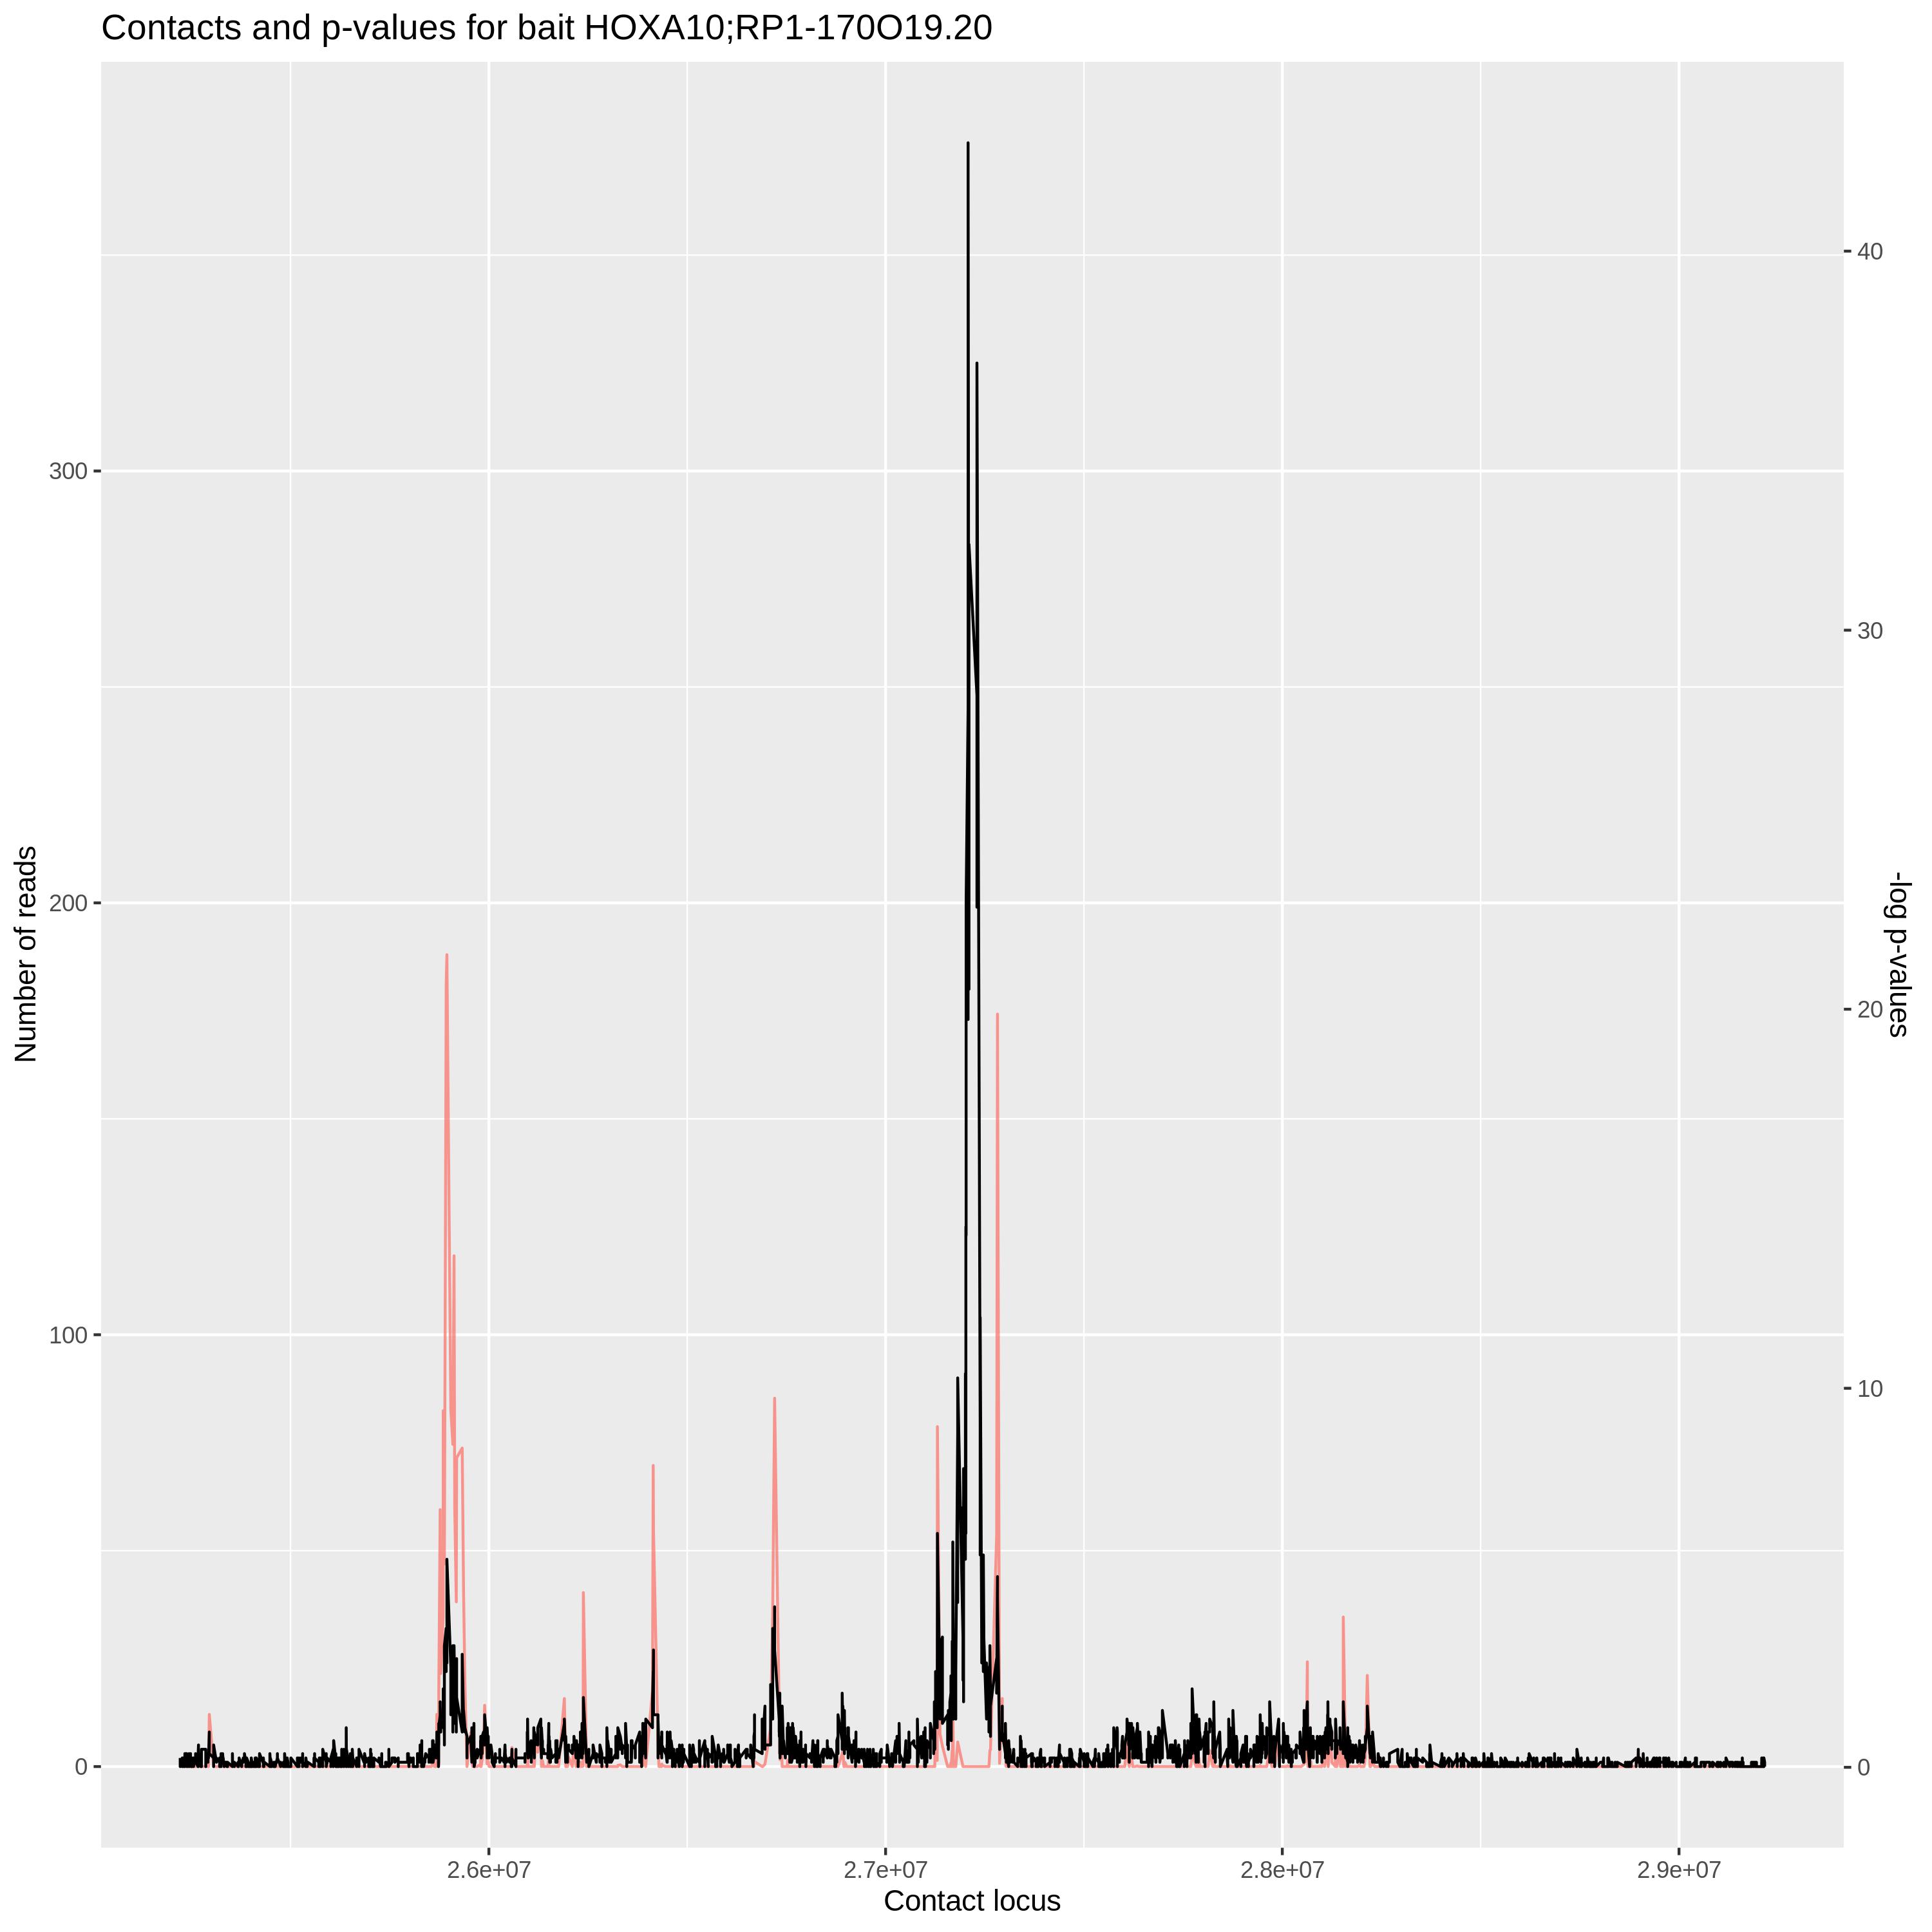 Contacts and p-values for bait HOXA10;RP1-170O19.20
Number of reads
300
200
100
0
40
30
20
10
0
-log p-values
2.6e+07 2.7e+07 2.8e+07 2.9e+07
Contact locus